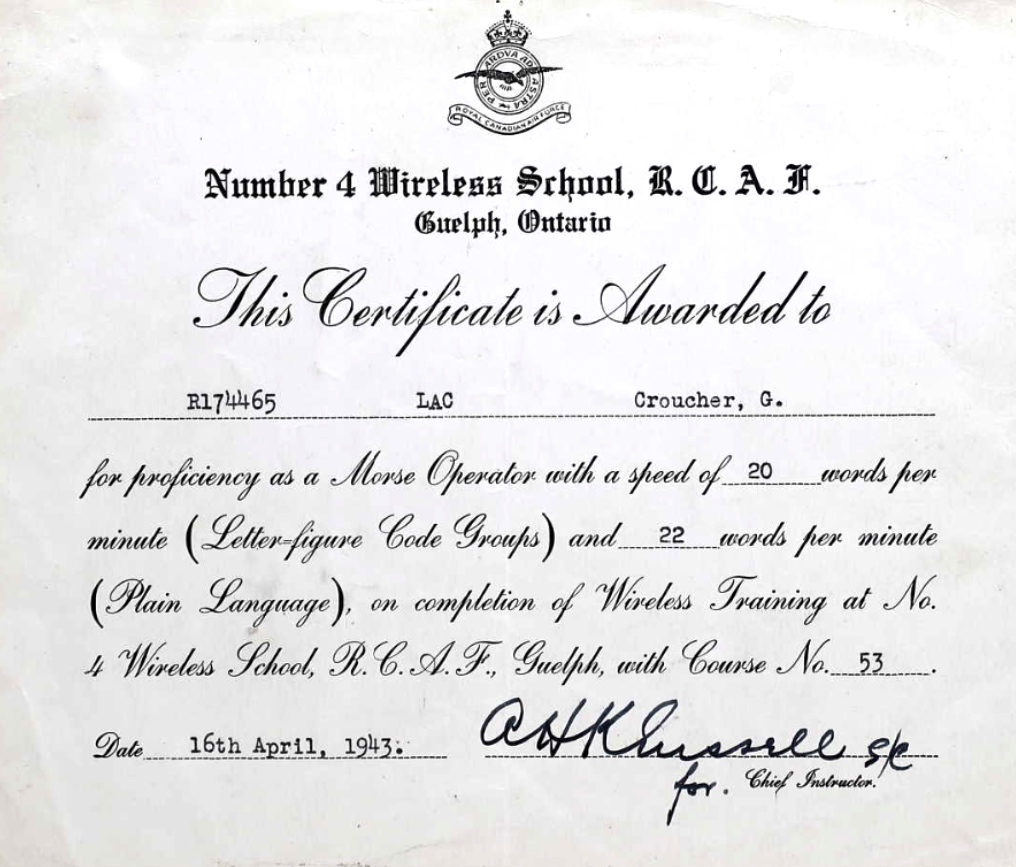 PER ARDVA AD ASTRA
ROYAL CANADIAN AIR FORCE
Number 4 Wireless School, R. C. A. F.
Guelph, Ontario
This Certificate is Awarded to
R174465 LAC Croucher, G.
for proficiency as a Morse Operator with a speed of 20 words per
minute (Letter-figure Code Groups) and 22 words per minute
(Plain Language), on completion of Wireless Training at No.
4 Wireless School, R.C.A.F., Guelph, with Course No. 53.
Date 16th April, 1943. AHK Russell S/L
for. Chief Instructor.